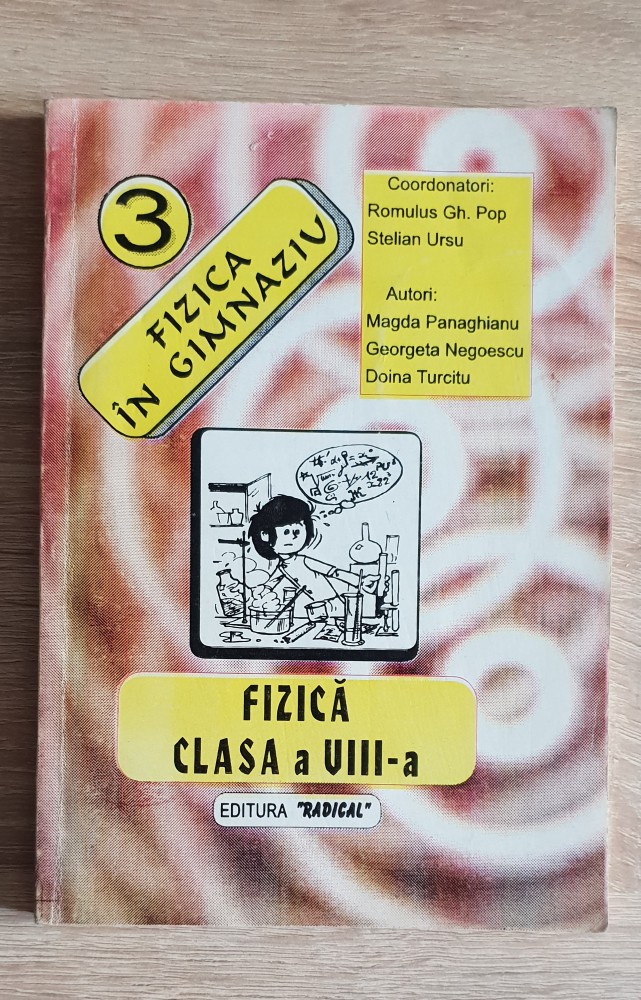 3
FIZICA
ÎN GIMNAZIU
Coordonatori:
Romulus Gh. Pop
Stelian Ursu
Autori:
Magda Panaghianu
Georgeta Negoescu
Doina Turcitu
FIZICĂ
CLASA a VIII-a
EDITURA "RADICAL"